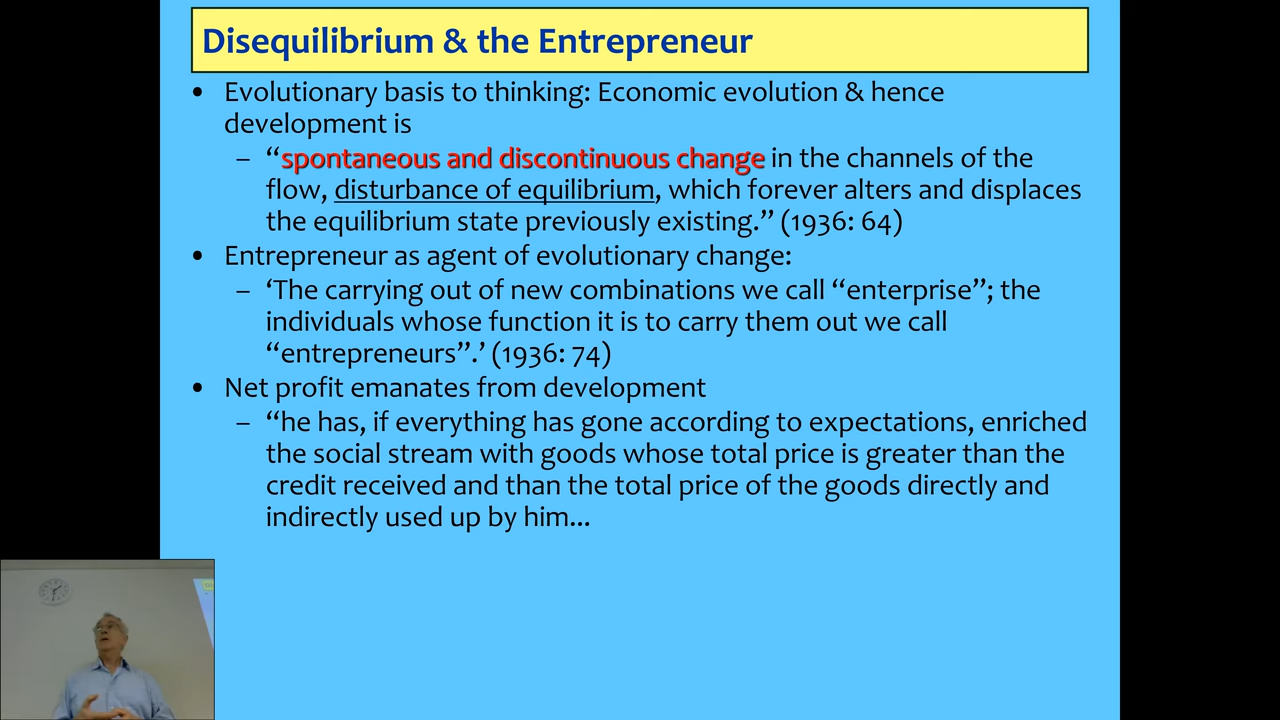 Disequilibrium & the Entrepreneur
• Evolutionary basis to thinking: Economic evolution & hence
development is
– “spontaneous and discontinuous change in the channels of the
flow, disturbance of equilibrium, which forever alters and displaces
the equilibrium state previously existing.” (1936: 64)
• Entrepreneur as agent of evolutionary change:
– ‘The carrying out of new combinations we call “enterprise”; the
individuals whose function it is to carry them out we call
“entrepreneurs”.’ (1936: 74)
• Net profit emanates from development
– “he has, if everything has gone according to expectations, enriched
the social stream with goods whose total price is greater than the
credit received and than the total price of the goods directly and
indirectly used up by him...